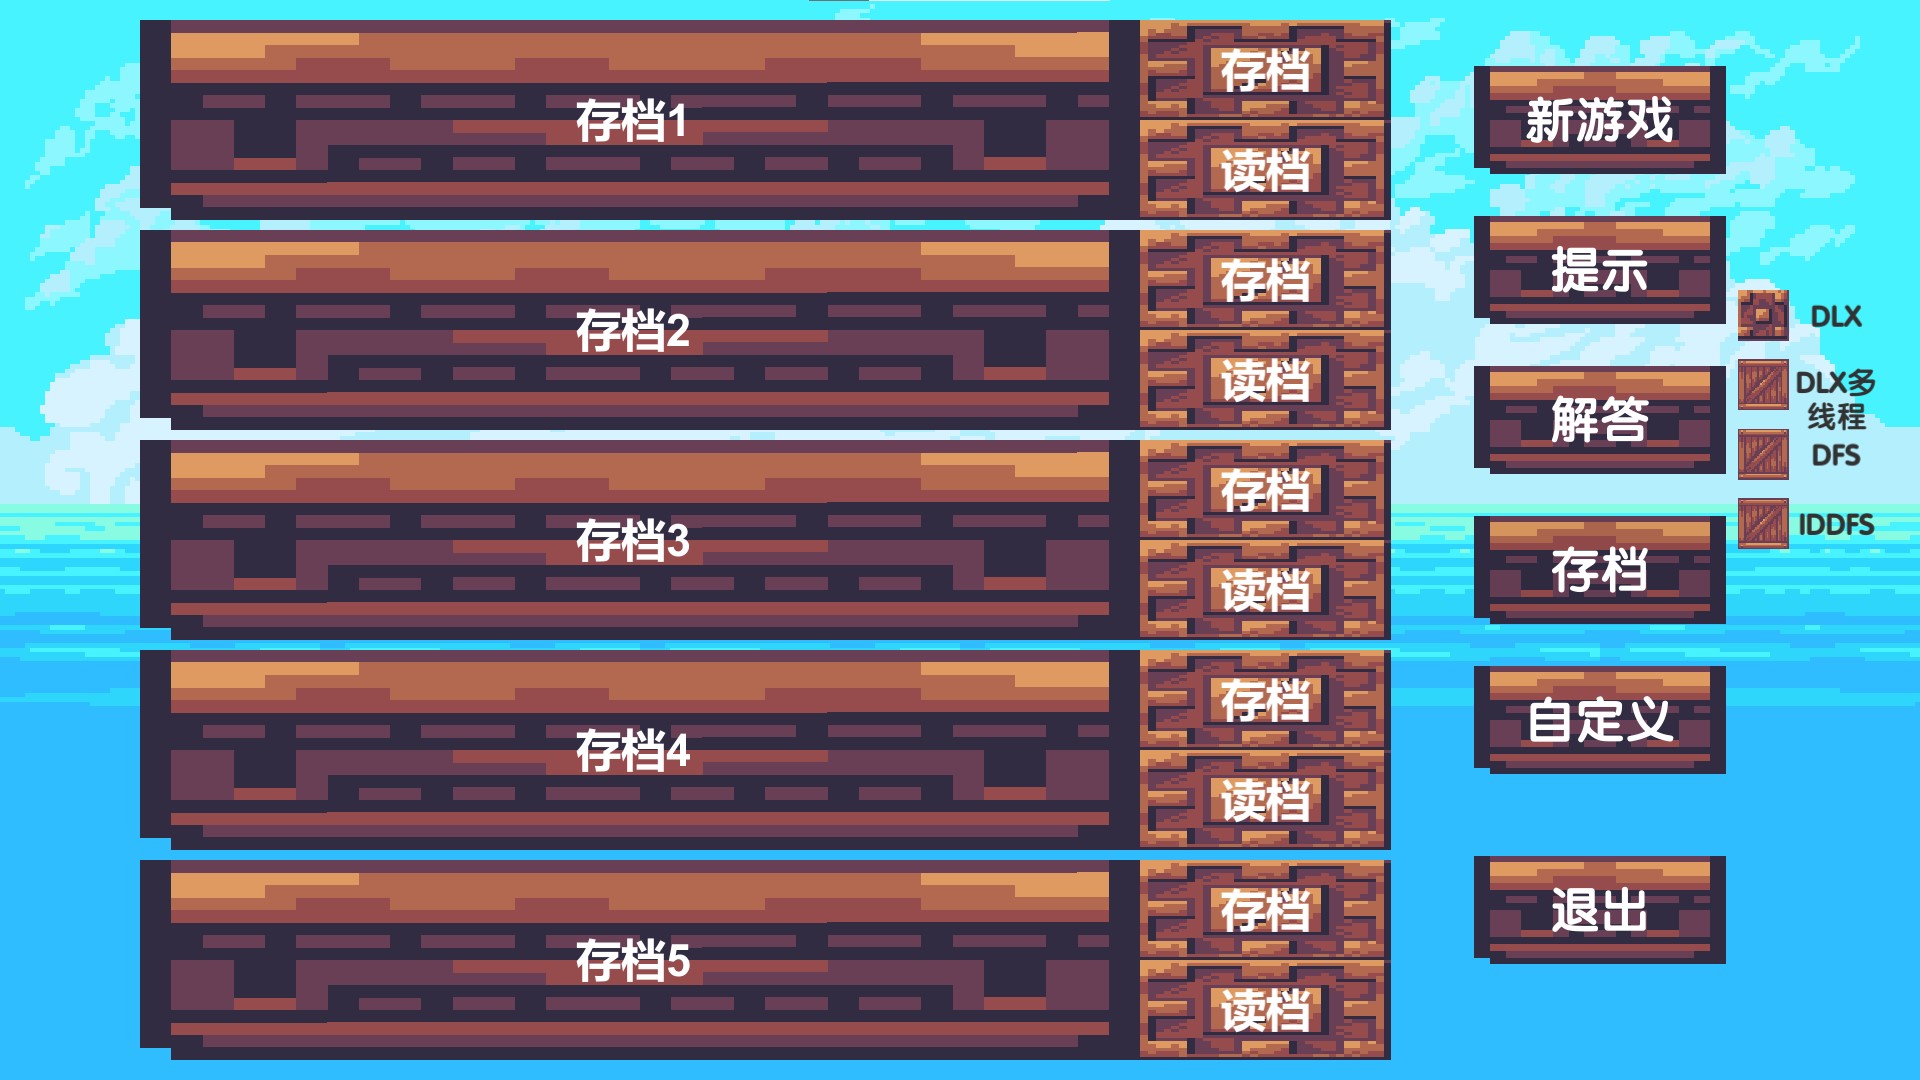 存档1
存档
读档
存档2
存档
读档
存档3
存档
读档
存档4
存档
读档
存档5
存档
读档
新游戏
提示
解答
存档
自定义
退出
DLX
DLX多
线程
DFS
IDDFS